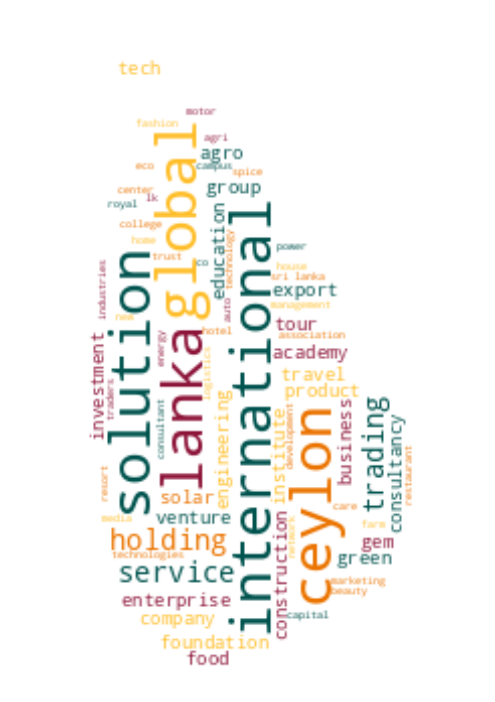 tech
motor
fashion
global
agri
agro
campus
eco
spice
center
lk
group
royal
education
international
college
technology
home
power
solution
trust
co
house
industries
sri lanka
export
auto
management
new
tour
hotel
lanka
energy
association
investment
academy
logistics
travel
traders
product
engineering
consultant
institute
development
business
trading
ceylon
consultancy
restaurant
resort
solar
care
venture
media
construction
network
farm
holding
gem
technologies
green
service
marketing
beauty
enterprise
capital
company
foundation
food